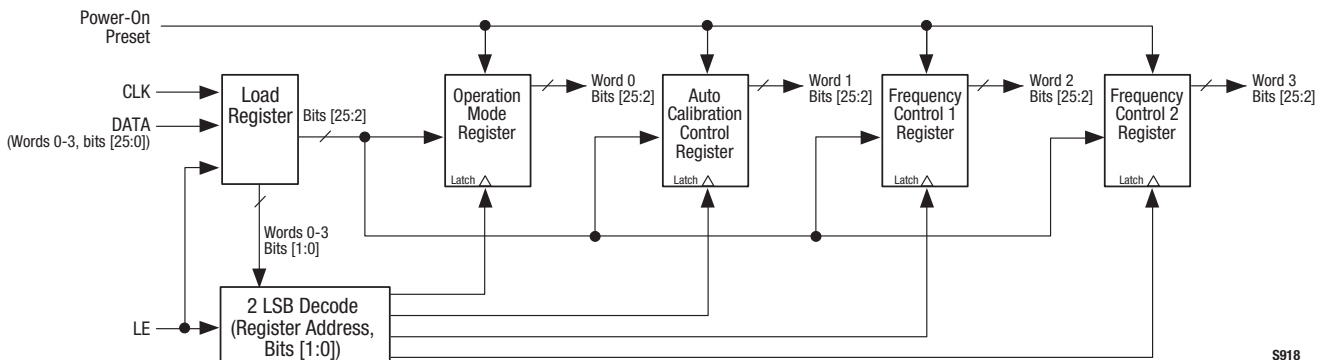 Power-On
Preset
CLK
DATA
(Words 0-3, bits [25:0])
Load
Register
Bits [25:2]
Operation
Mode
Register
Latch
Word 0
Bits [25:2]
Auto
Calibration
Control
Register
Latch
Word 1
Bits [25:2]
Frequency
Control 1
Register
Latch
Word 2
Bits [25:2]
Frequency
Control 2
Register
Latch
Word 3
Bits [25:2]
Words 0-3
Bits [1:0]
LE
2 LSB Decode
(Register Address,
Bits [1:0])
S918